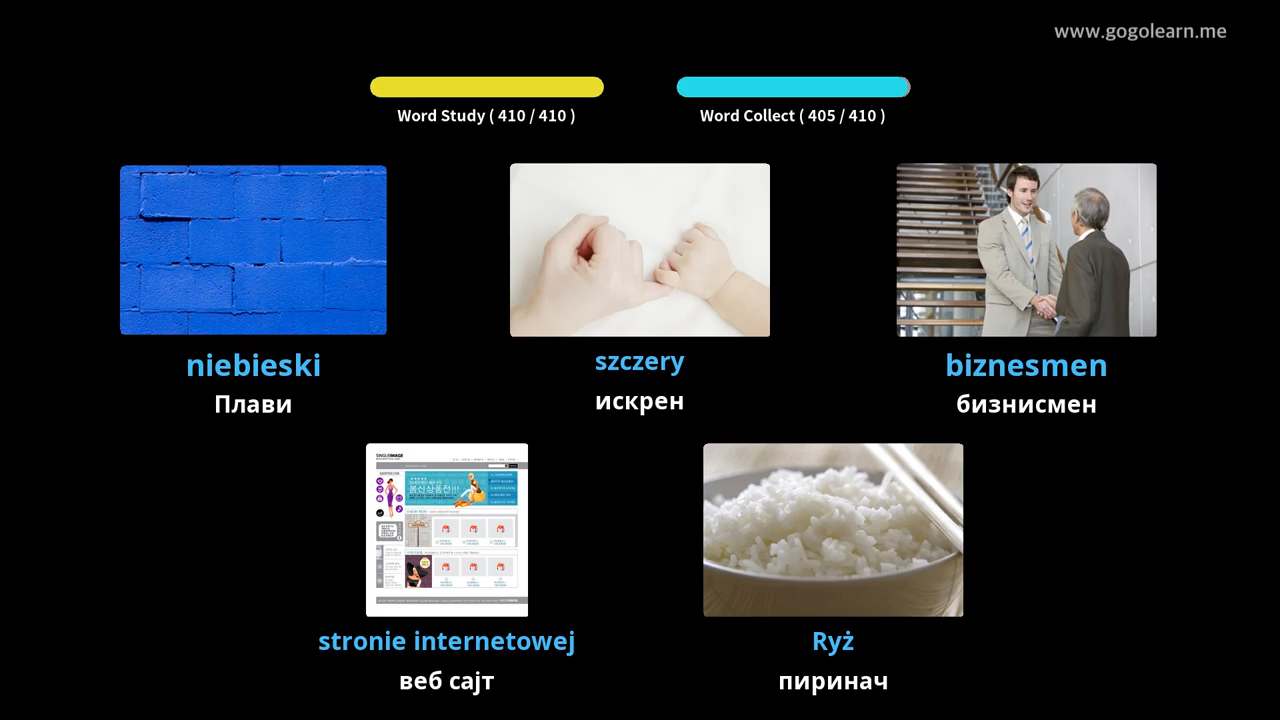 www.gogolearn.me
Word Study ( 410 / 410 )
Word Collect ( 405 / 410 )
niebieski
Плави
szczery
искрен
biznesmen
бизнисмен
stronie internetowej
веб сајт
Ryż
пиринач